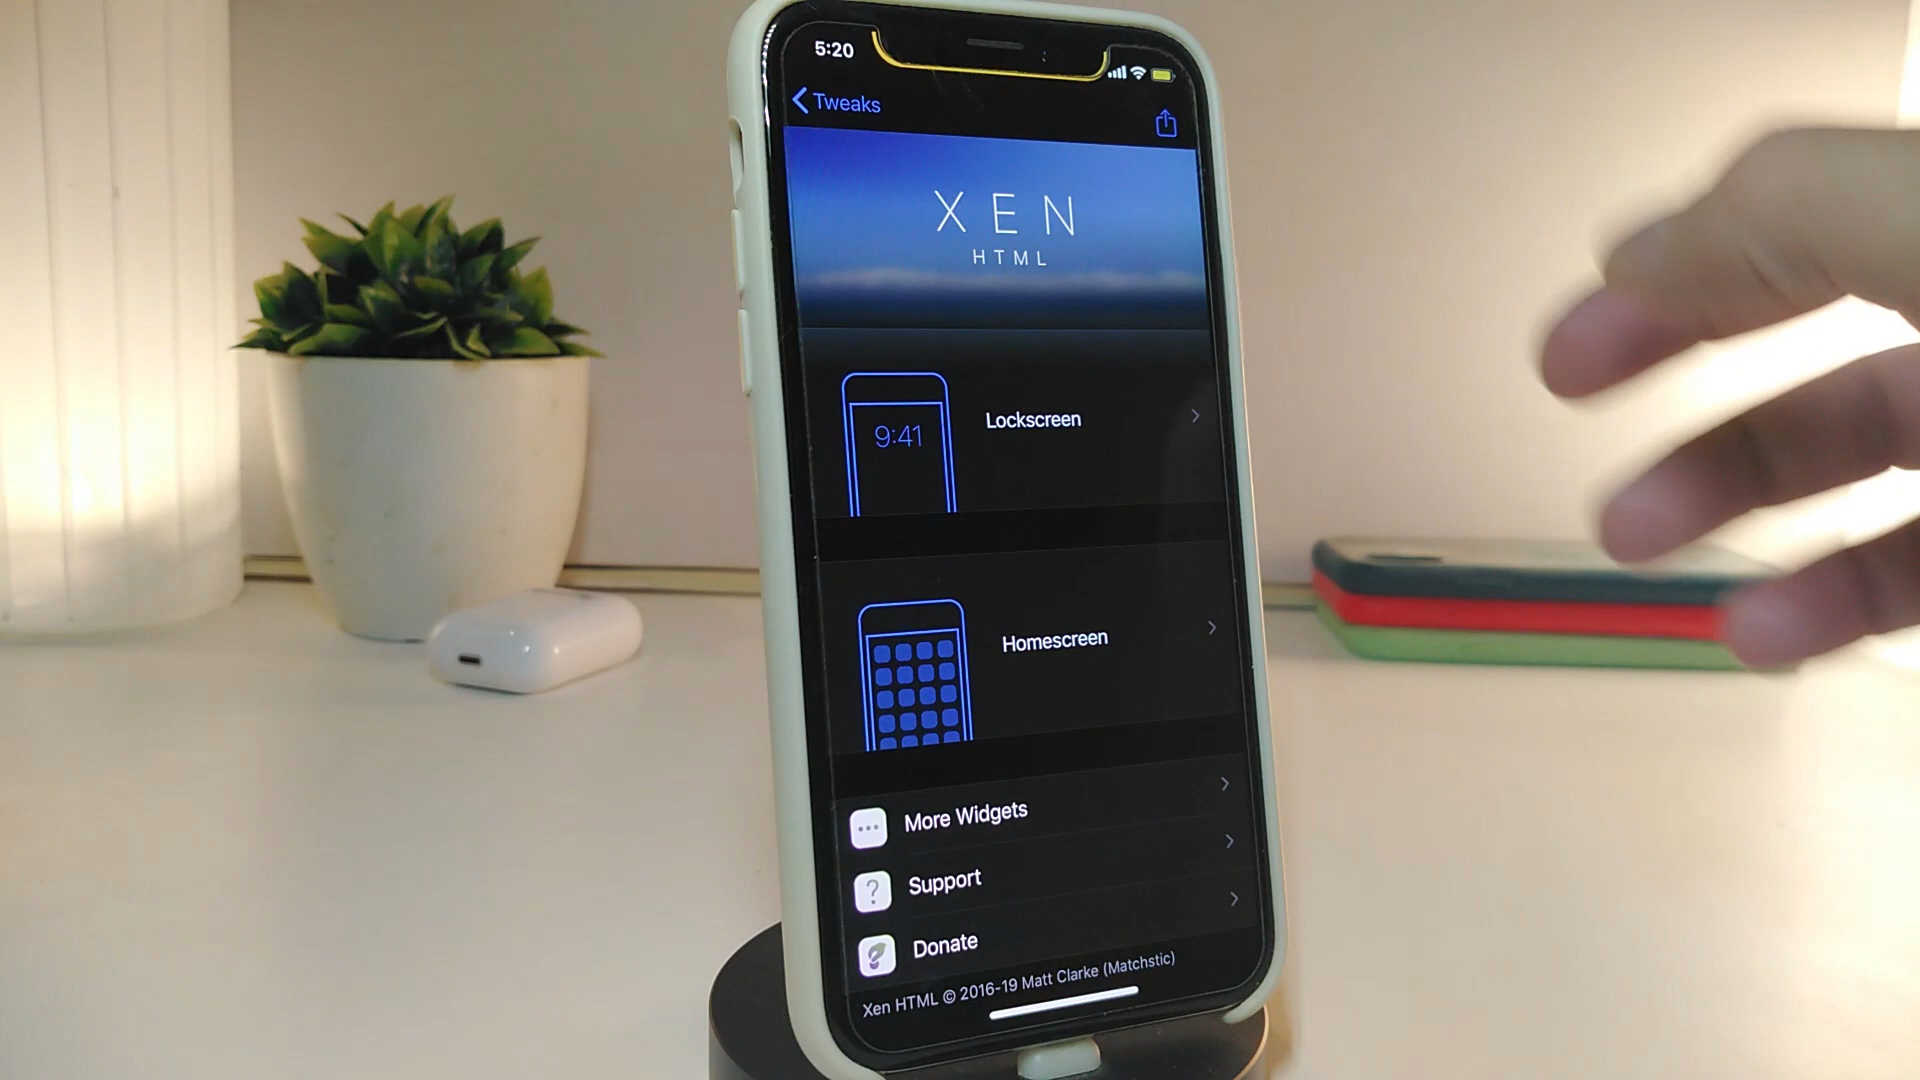 5:20
Tweaks
XEN
HTML
9:41
Lockscreen
Homescreen
More Widgets
?
Support
Donate
Xen HTML © 2016-19 Matt Clarke (Matchstic)